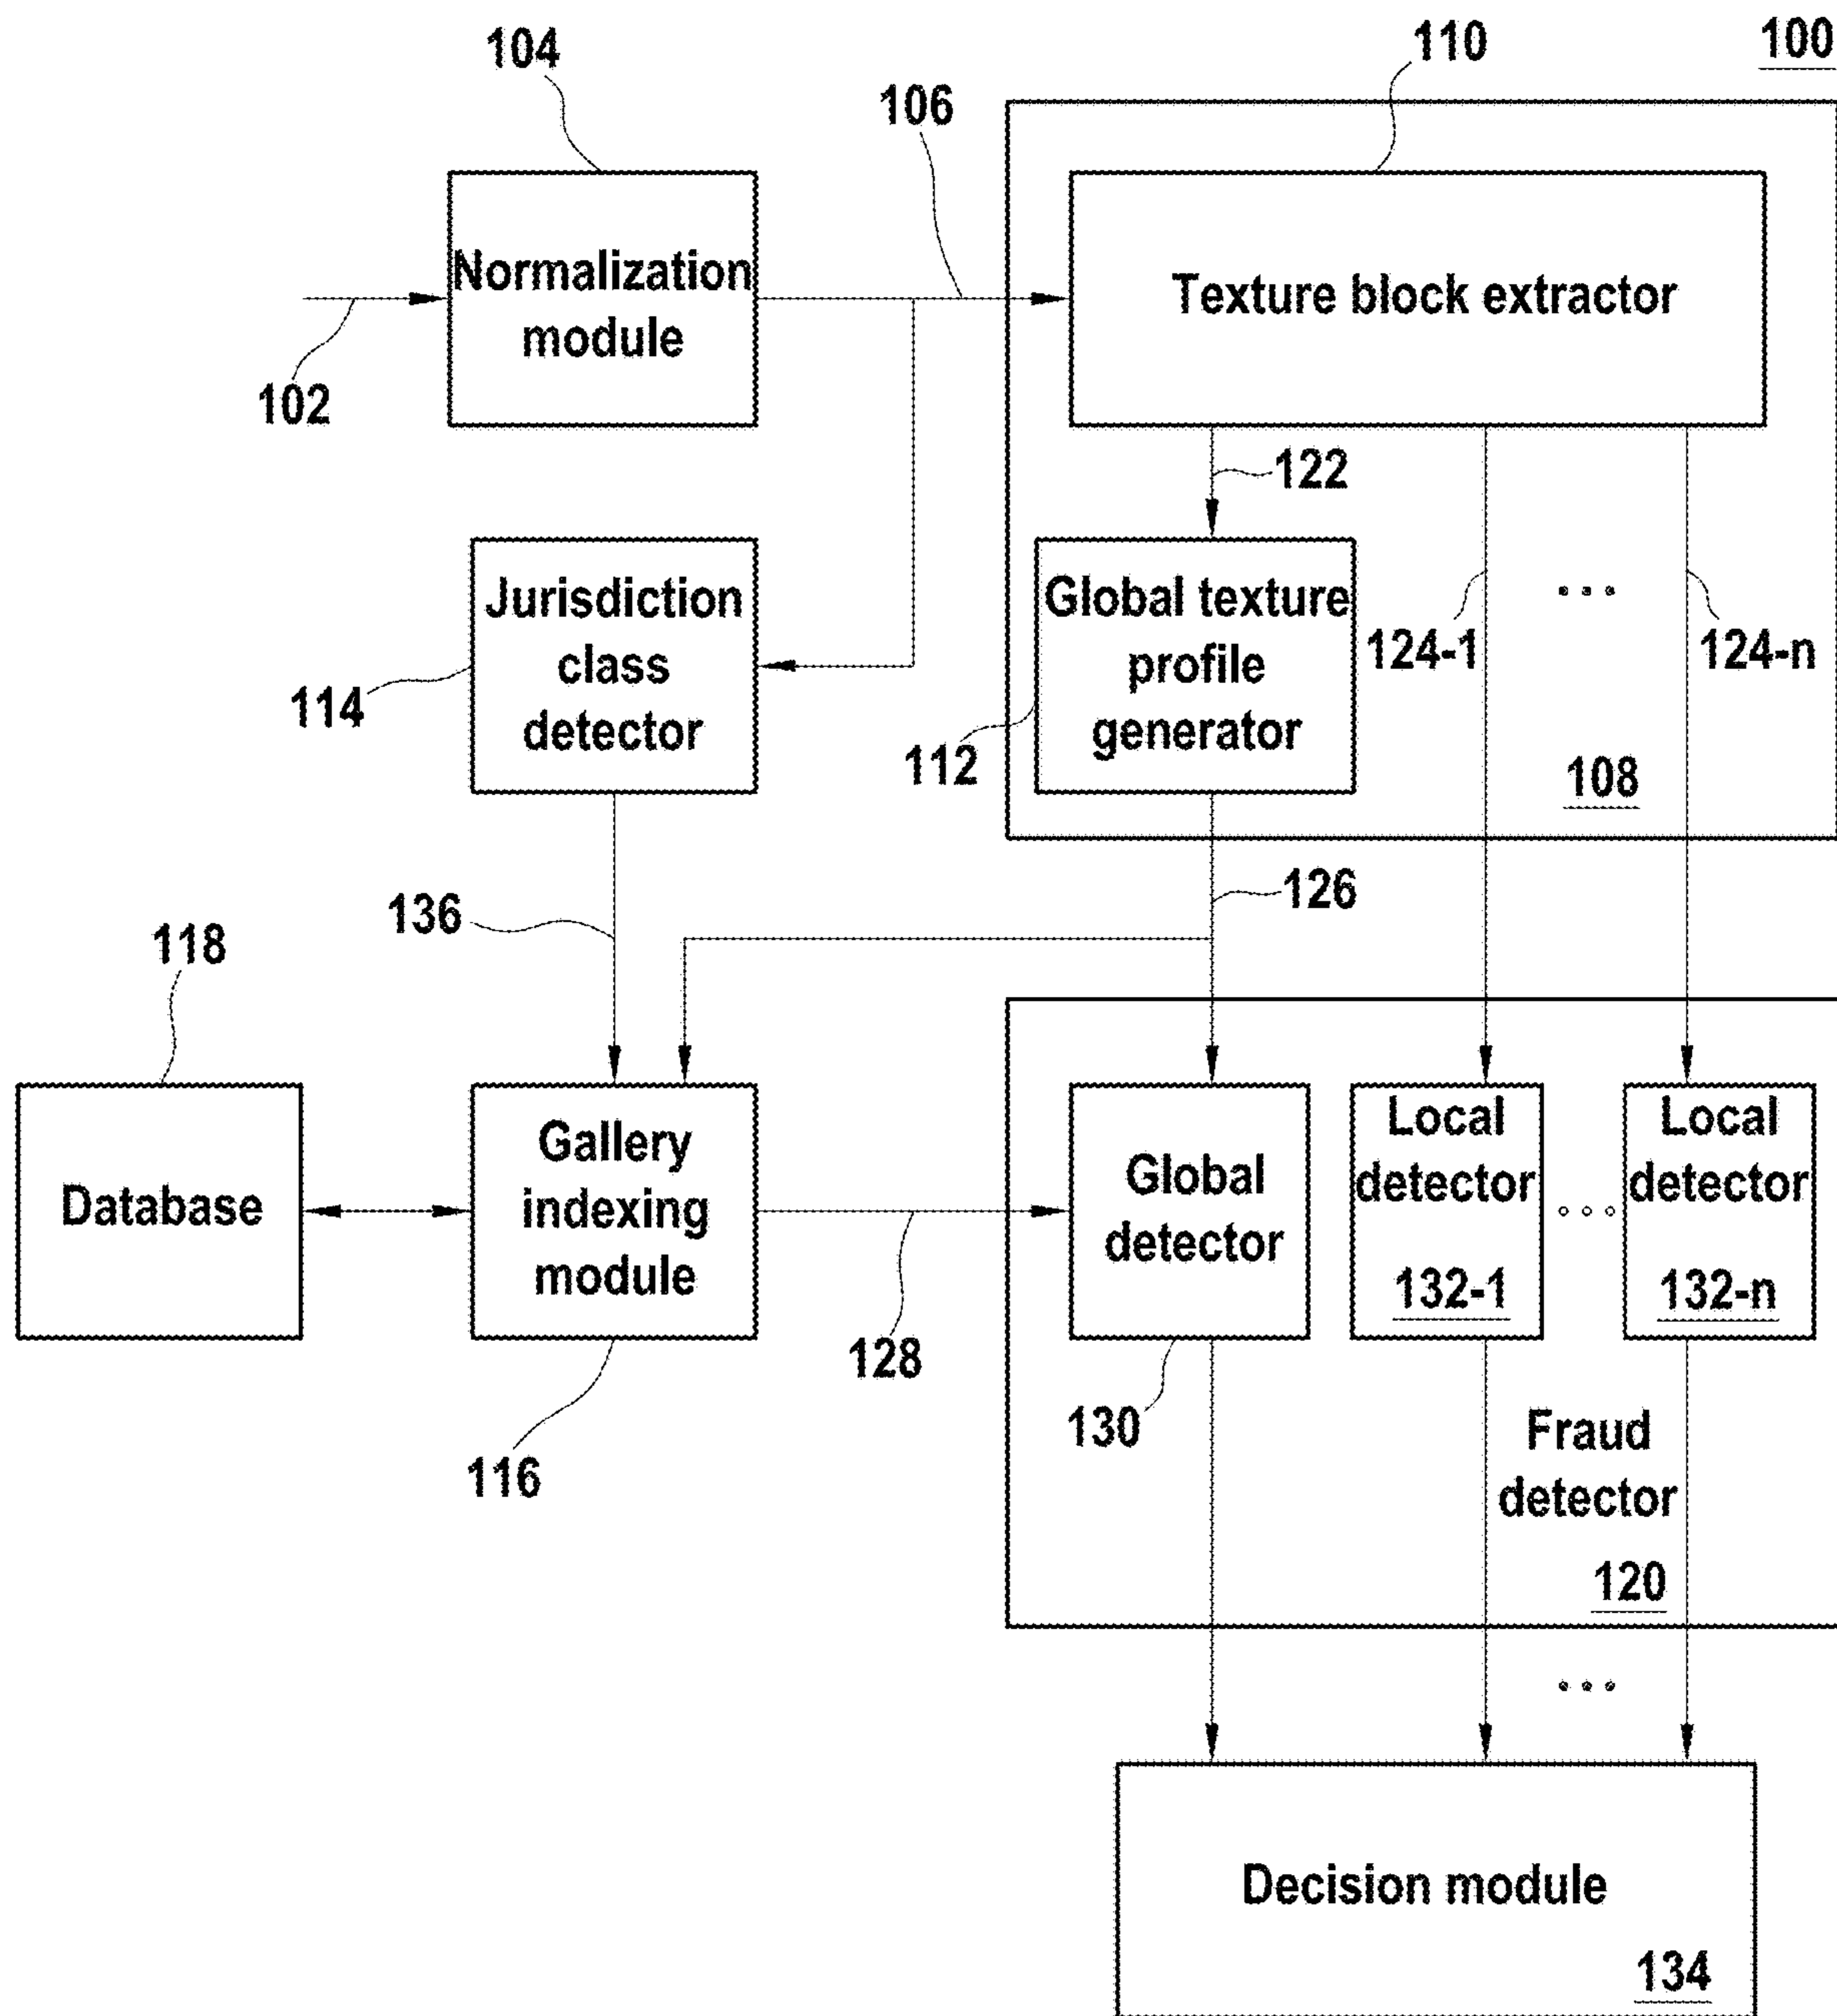 100
104
110
106
Normalization
module
Texture block extractor
102
122
Jurisdiction
class
detector
Global texture
profile
generator
124-1
...
124-n
114
112
108
136
126
118
Database
Gallery
indexing
module
Global
detector
Local
detector
132-1
...
Local
detector
132-n
128
130
116
Fraud
detector
120
...
Decision module
134